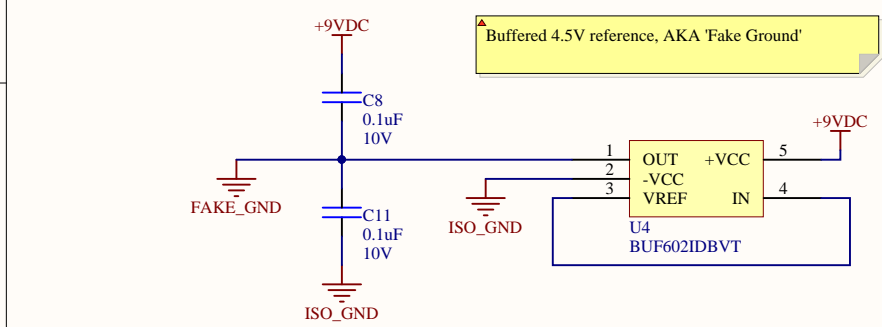 +9VDC
Buffered 4.5V reference, AKA 'Fake Ground'
C8
0.1uF
10V
+9VDC
1 OUT +VCC 5
2 -VCC
3 VREF IN 4
FAKE_GND
ISO_GND
C11
0.1uF
10V
U4
BUF602IDBVT
ISO_GND